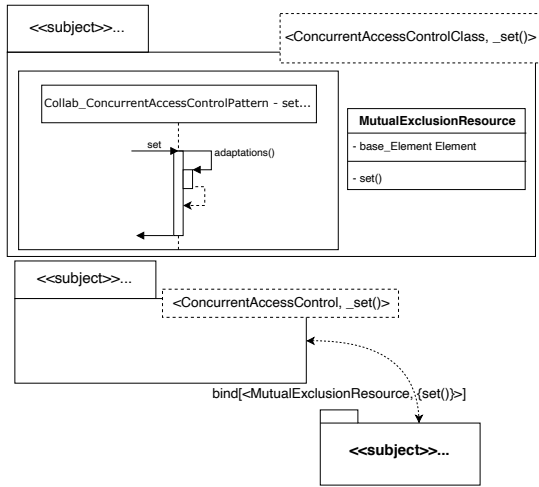 <<subject>>...
<ConcurrentAccessControlClass, _set()>
Collab_ConcurrentAccessControlPattern - set...
set
adaptations()
MutualExclusionResource
- base_Element Element
- set()
<<subject>>...
<ConcurrentAccessControl, _set()>
bind[<MutualExclusionResource, {set()}>]
<<subject>>...